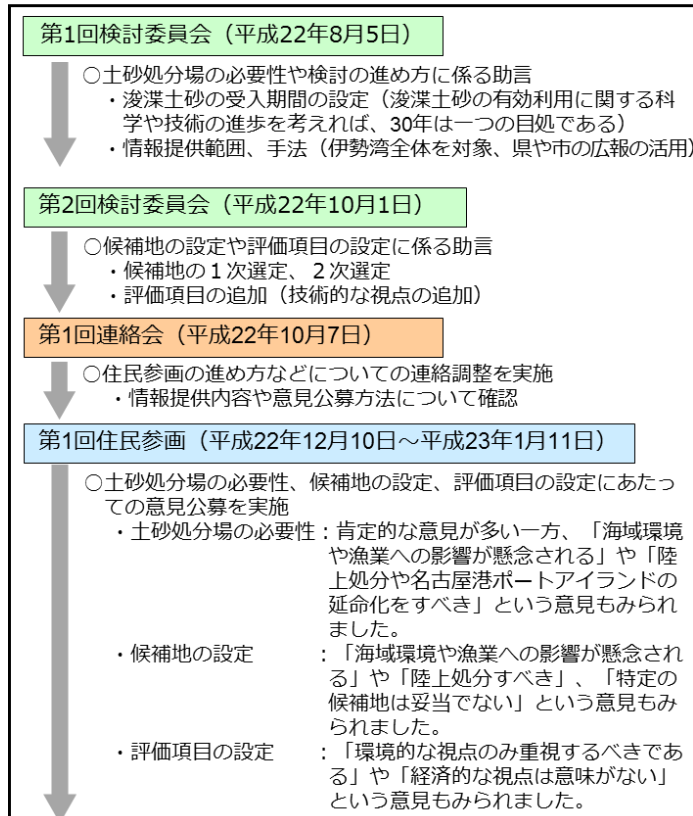 第1回検討委員会（平成22年8月5日）
○土砂処分場の必要性や検討の進め方に係る助言
・浚渫土砂の受入期間の設定（浚渫土砂の有効利用に関する科
学や技術の進歩を考えれば、30年は一つの目処である）
・情報提供範囲、手法（伊勢湾全体を対象、県や市の広報の活用）
第2回検討委員会（平成22年10月1日）
○候補地の設定や評価項目の設定に係る助言
・候補地の１次選定、２次選定
・評価項目の追加（技術的な視点の追加）
第1回連絡会（平成22年10月7日）
○住民参画の進め方などについての連絡調整を実施
・情報提供内容や意見公募方法について確認
第1回住民参画（平成22年12月10日～平成23年1月11日）
○土砂処分場の必要性、候補地の設定、評価項目の設定にあたっ
ての意見公募を実施
・土砂処分場の必要性：肯定的な意見が多い一方、「海域環境
や漁業への影響が懸念される」や「陸
上処分や名古屋港ポートアイランドの
延命化をすべき」という意見もみられ
ました。
・候補地の設定　　　：「海域環境や漁業への影響が懸念され
る」や「陸上処分すべき」、「特定の
候補地は妥当でない」という意見もみ
られました。
・評価項目の設定　　：「環境的な視点のみ重視するべきであ
る」や「経済的な視点は意味がない」
という意見もみられました。